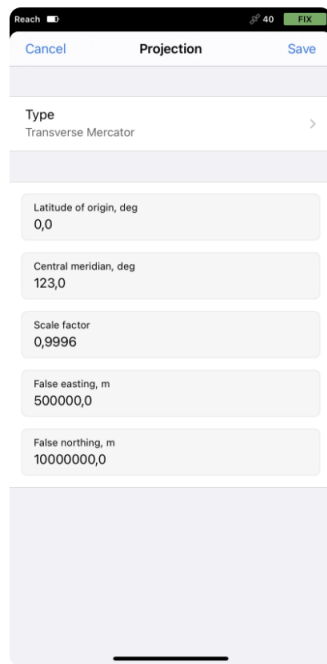 Reach 40 FIX
Cancel Projection Save
Type
Transverse Mercator
Latitude of origin, deg
0,0
Central meridian, deg
123,0
Scale factor
0,9996
False easting, m
500000,0
False northing, m
10000000,0